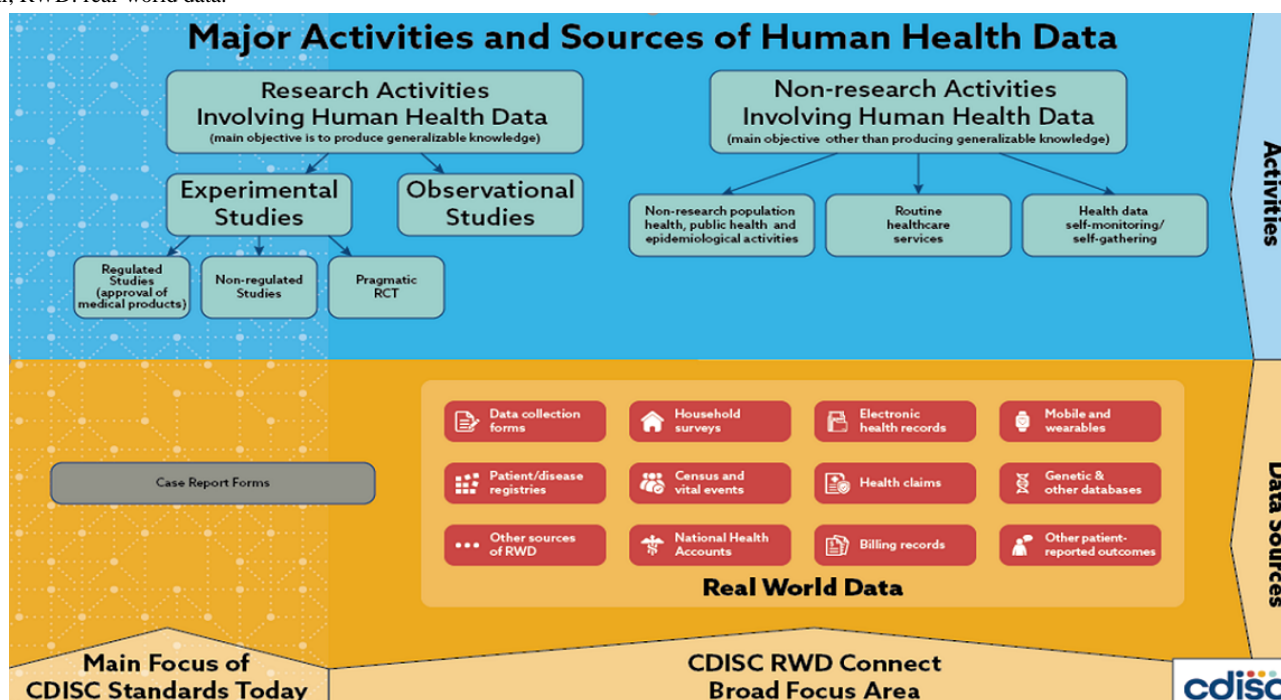 RWD: real-world data.
Major Activities and Sources of Human Health Data
Research Activities
Involving Human Health Data
(main objective is to produce generalizable knowledge)
Non-research Activities
Involving Human Health Data
(main objective other than producing generalizable knowledge)
Experimental
Studies
Observational
Studies
Non-research population
health, public health and
epidemiological activities
Routine
healthcare
services
Health data
self-monitoring/
self-gathering
Regulated
Studies
(approval of
medical products)
Non-regulated
Studies
Pragmatic
RCT
Activities
Data collection
forms
Household
surveys
Electronic
health records
Mobile and
wearables
Case Report Forms
Patient/disease
registries
Census and
vital events
Health claims
Genetic &
other databases
Other sources
of RWD
National Health
Accounts
Billing records
Other patient-
reported outcomes
Real World Data
Data Sources
Main Focus of
CDISC Standards Today
CDISC RWD Connect
Broad Focus Area
cdisc